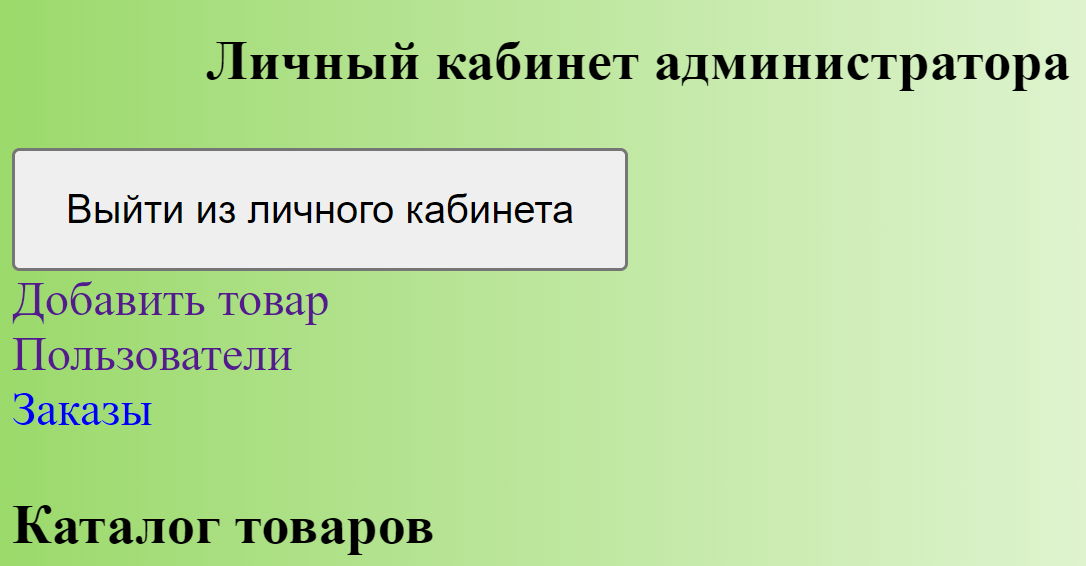 Личный кабинет администратора
Выйти из личного кабинета
Добавить товар
Пользователи
Заказы
Каталог товаров